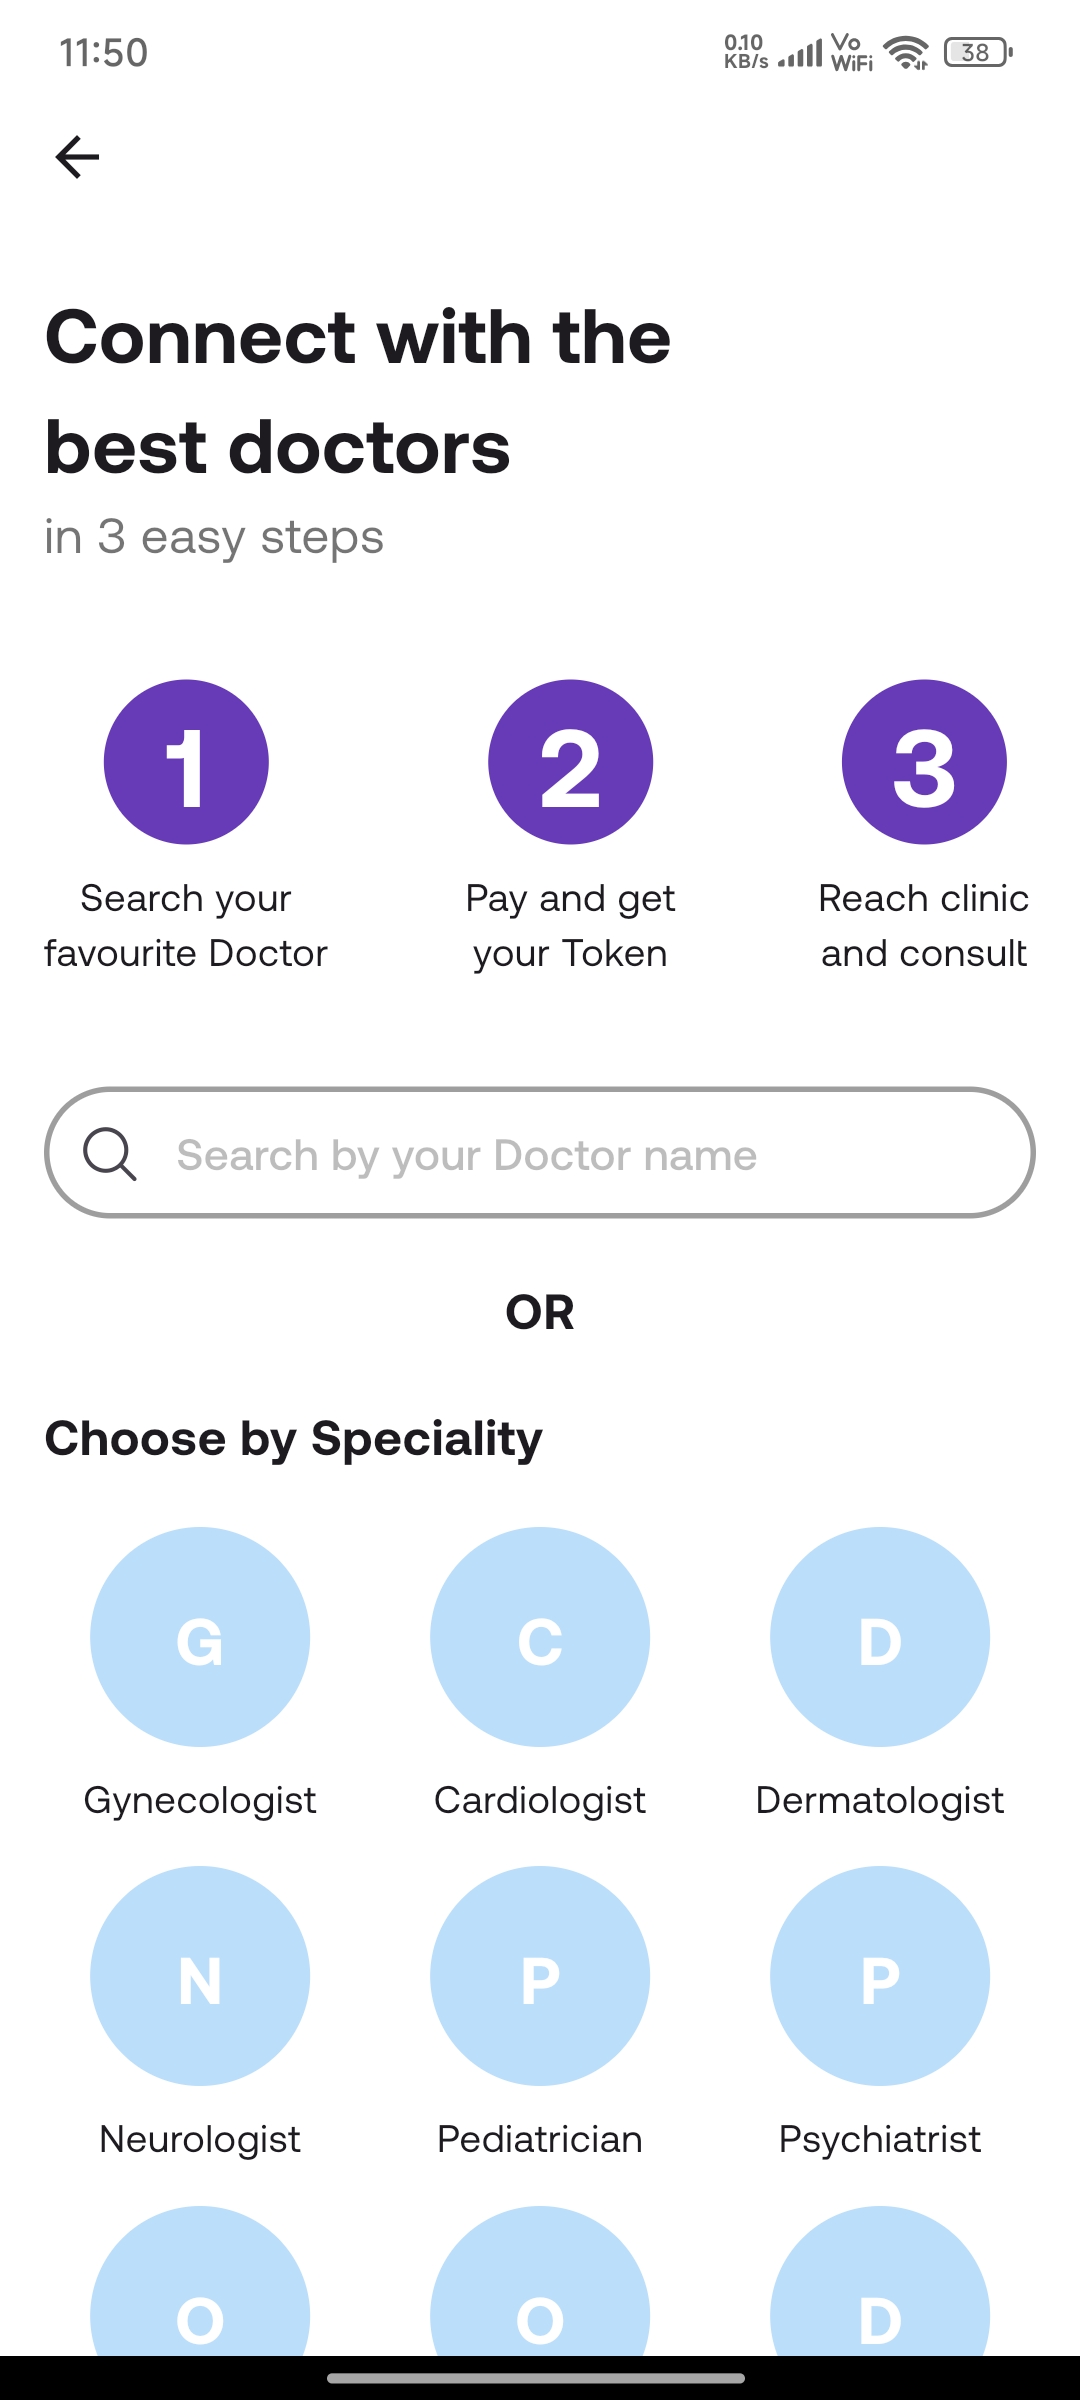 11:50
0.10
KB/s
Vo
WiFi
38
Connect with the
best doctors
in 3 easy steps
1
2
3
Search your
favourite Doctor
Pay and get
your Token
Reach clinic
and consult
Search by your Doctor name
OR
Choose by Speciality
G
C
D
Gynecologist
Cardiologist
Dermatologist
N
P
P
Neurologist
Pediatrician
Psychiatrist
O
O
D